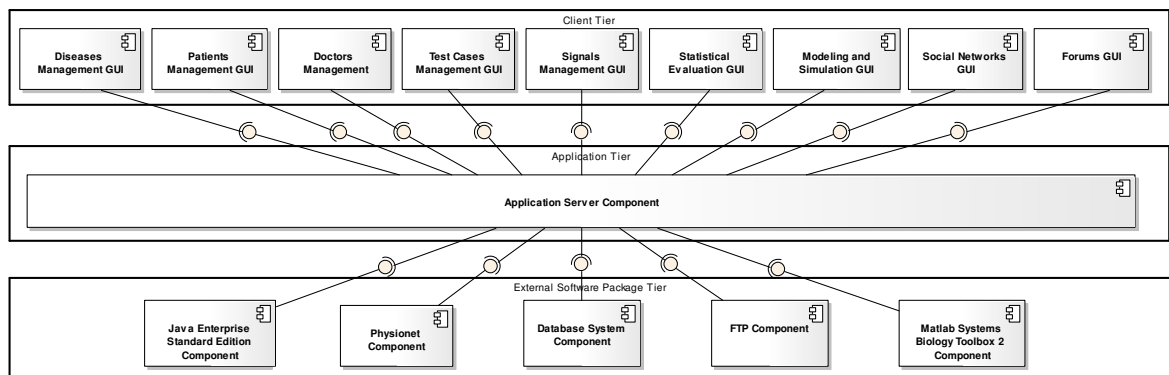 Client Tier
Diseases
Management GUI
Patients
Management GUI
Doctors
Management
Test Cases
Management GUI
Signals
Management GUI
Statistical
Evaluation GUI
Modeling and
Simulation GUI
Social Networks
GUI
Forums GUI
Application Tier
Application Server Component
External Software Package Tier
Java Enterprise
Standard Edition
Component
Physionet
Component
Database System
Component
FTP Component
Matlab Systems
Biology Toolbox 2
Component